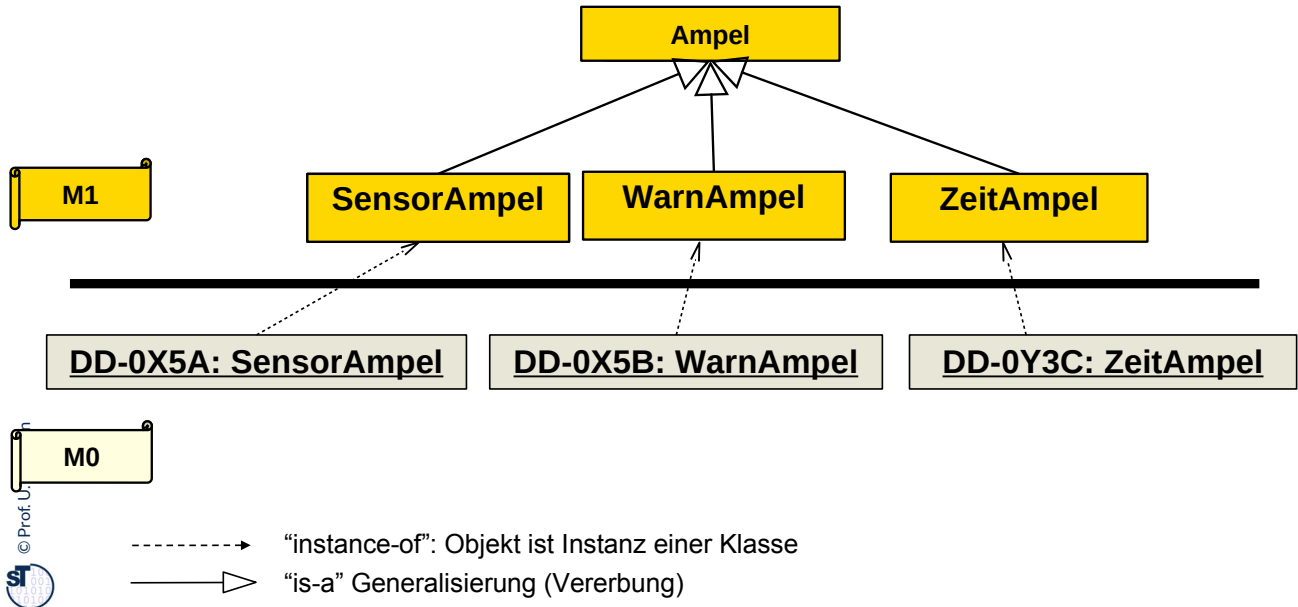 Ampel
M1
SensorAmpel
WarnAmpel
ZeitAmpel
DD-0X5A: SensorAmpel
DD-0X5B: WarnAmpel
DD-0Y3C: ZeitAmpel
M0
© Prof. U.
“instance-of”: Objekt ist Instanz einer Klasse
“is-a” Generalisierung (Vererbung)
ST